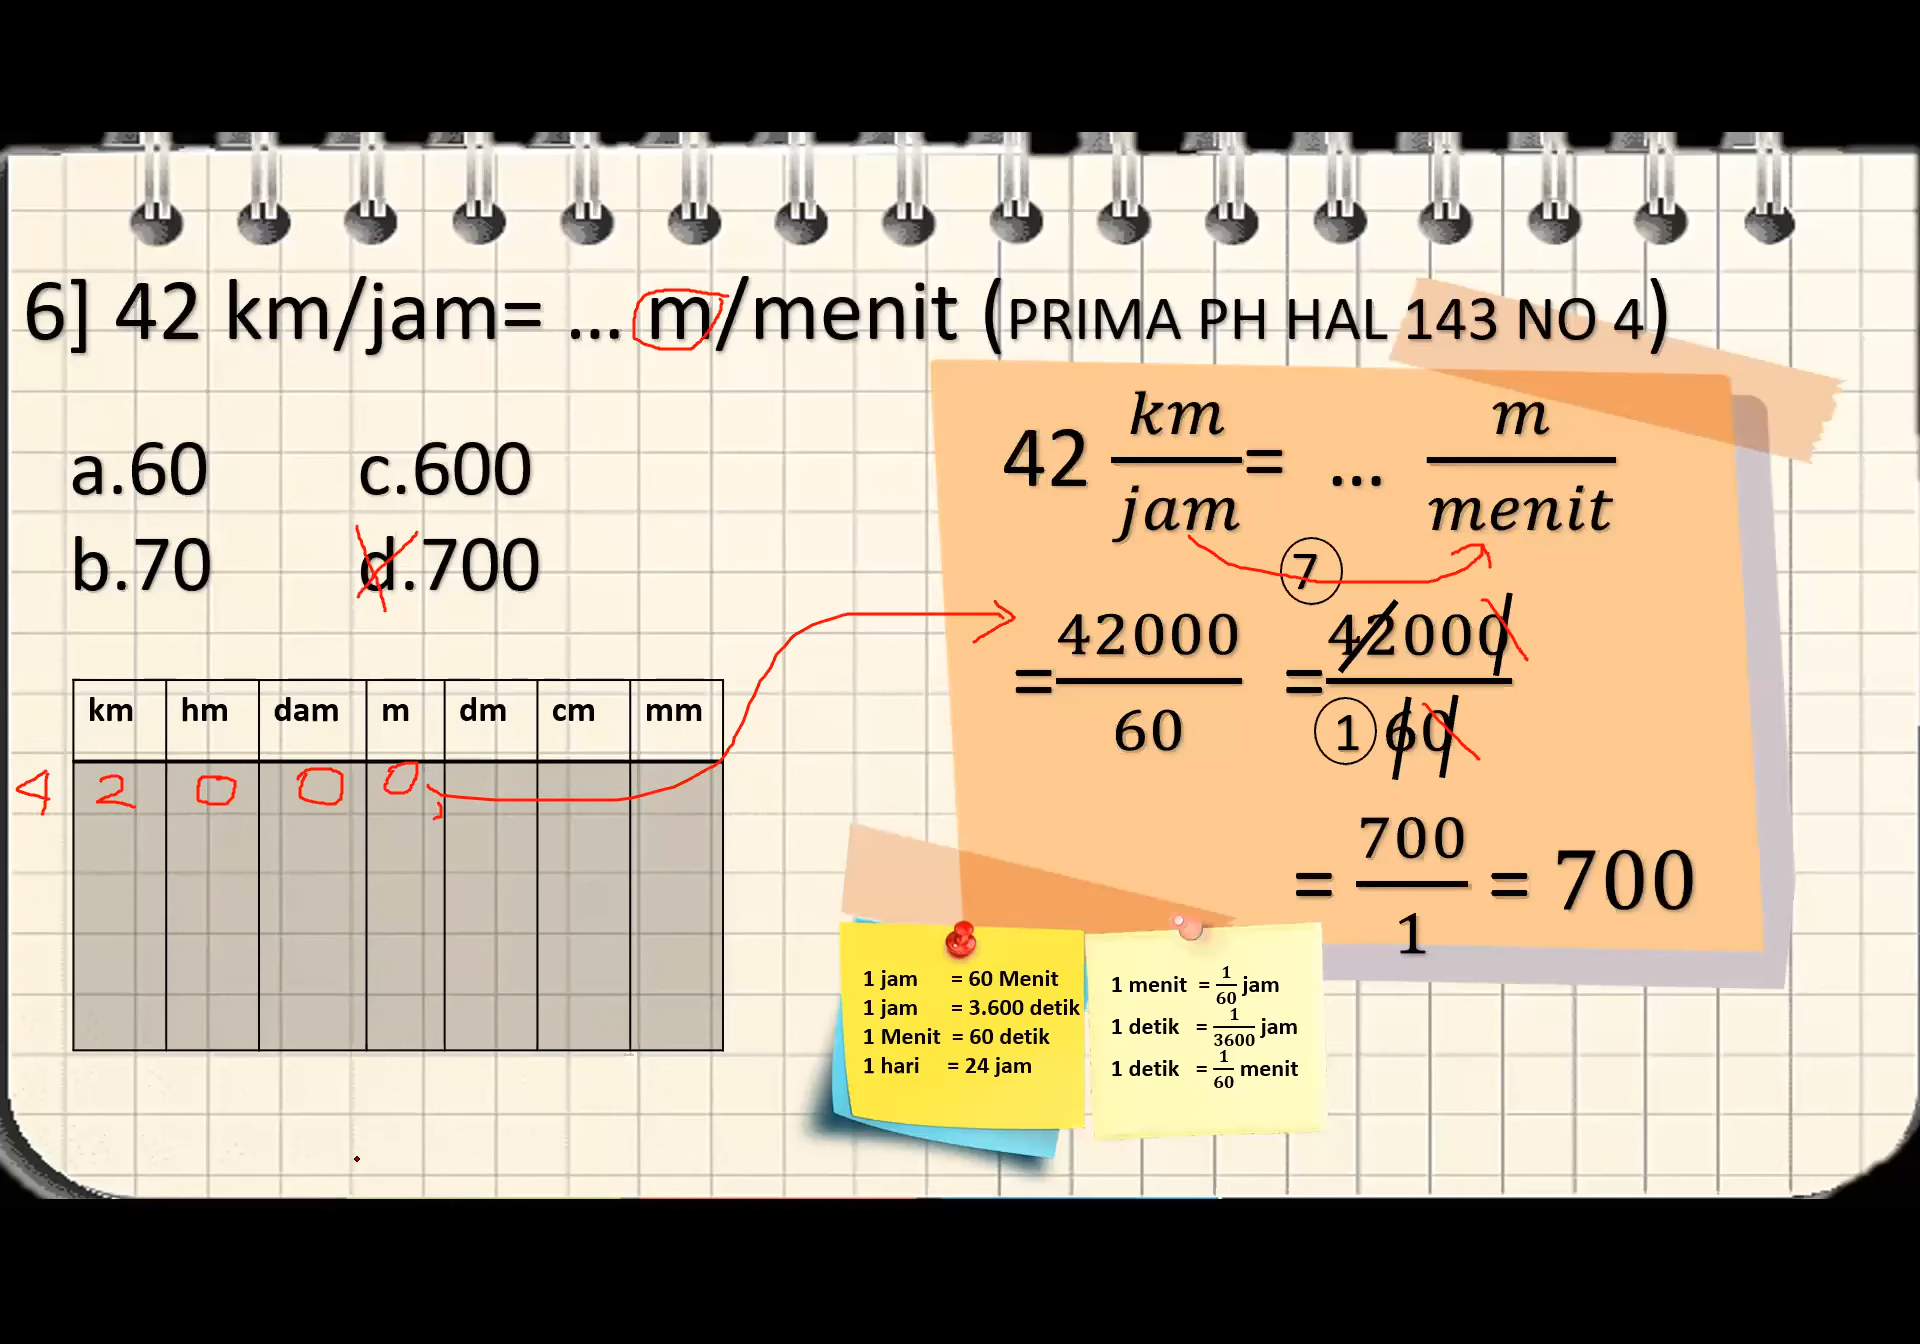 6] 42 km/jam= ... m/menit (PRIMA PH HAL 143 NO 4)
a.60 c.600
b.70 d.700
km hm dam m dm cm mm
4 2 0 0 0 ,
42 km/jam = ... m/menit
7
= 42000/60 = 42000/60
1
= 700/1 = 700
1 jam = 60 Menit
1 jam = 3.600 detik
1 Menit = 60 detik
1 hari = 24 jam
1 menit = 1/60 jam
1 detik = 1/3600 jam
1 detik = 1/60 menit